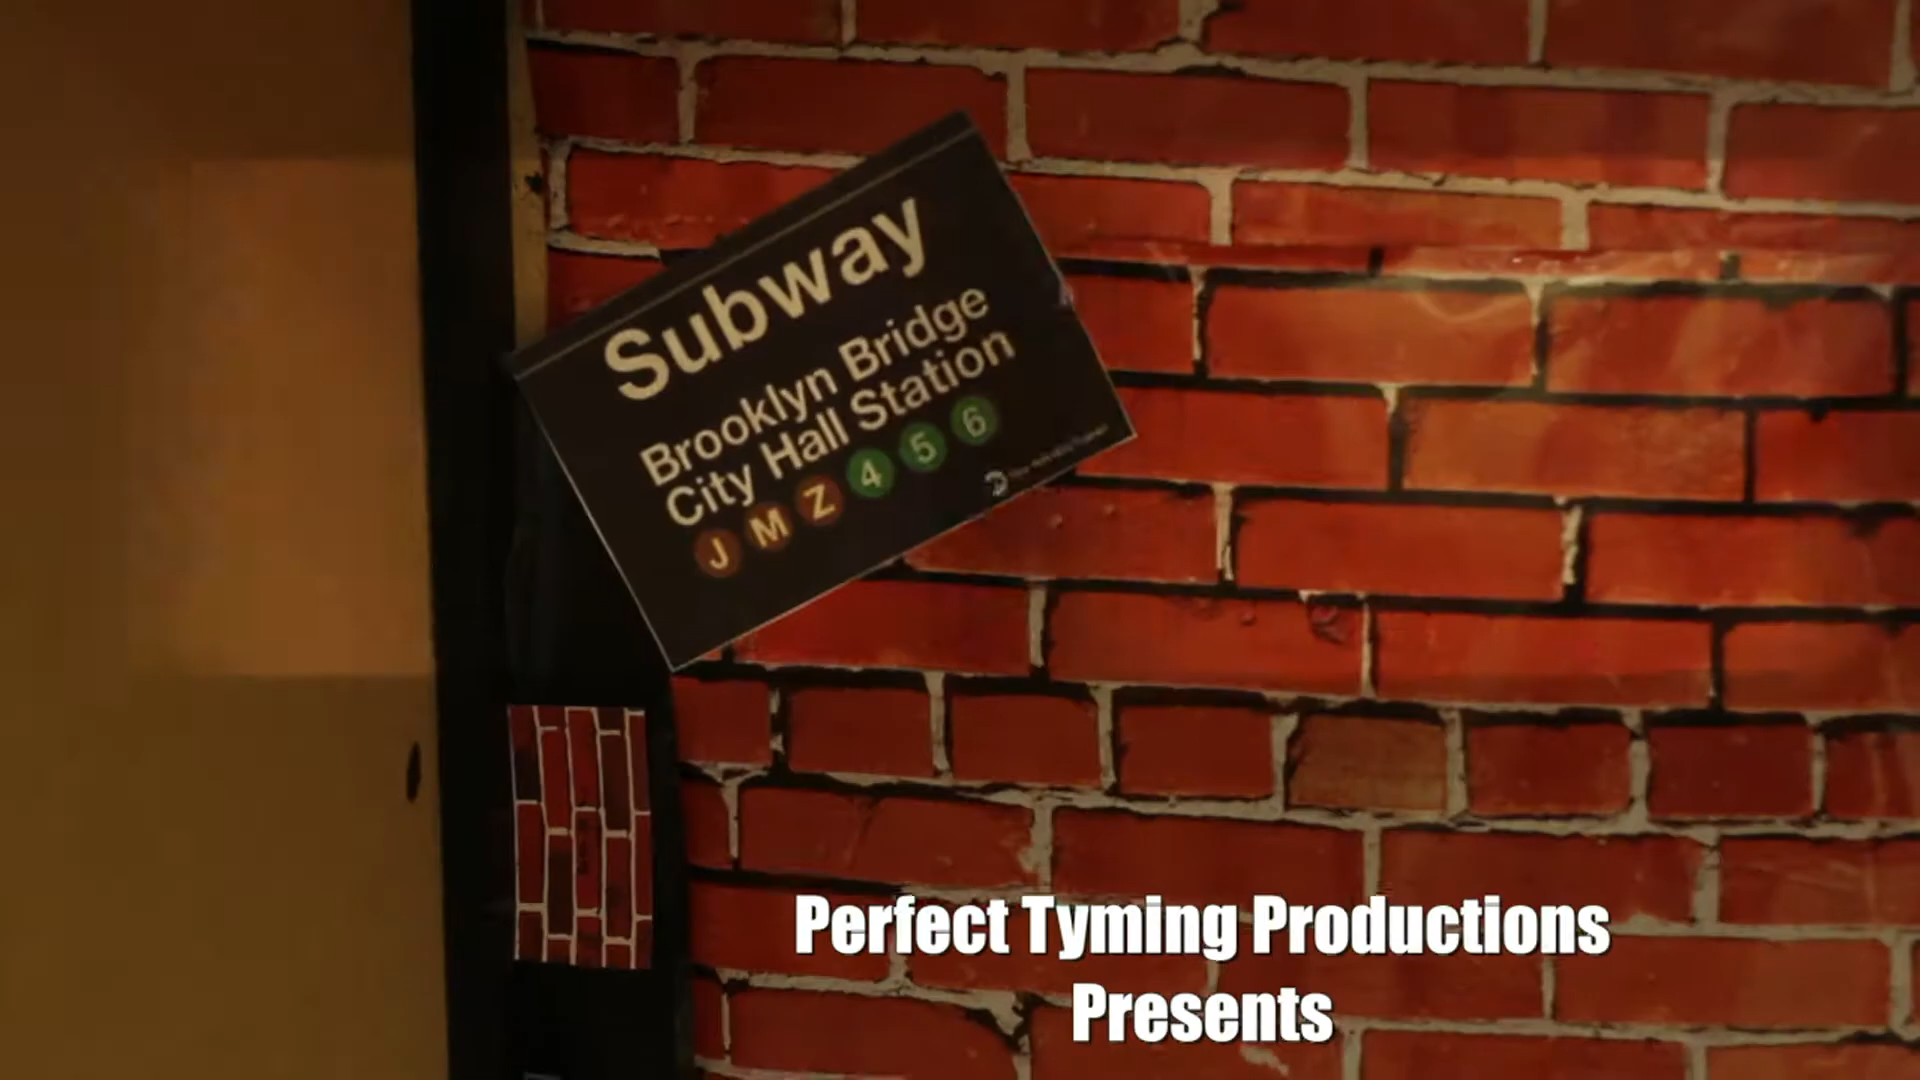 Subway
Brooklyn Bridge
City Hall Station
J M Z 4 5 6
Perfect Tyming Productions
Presents